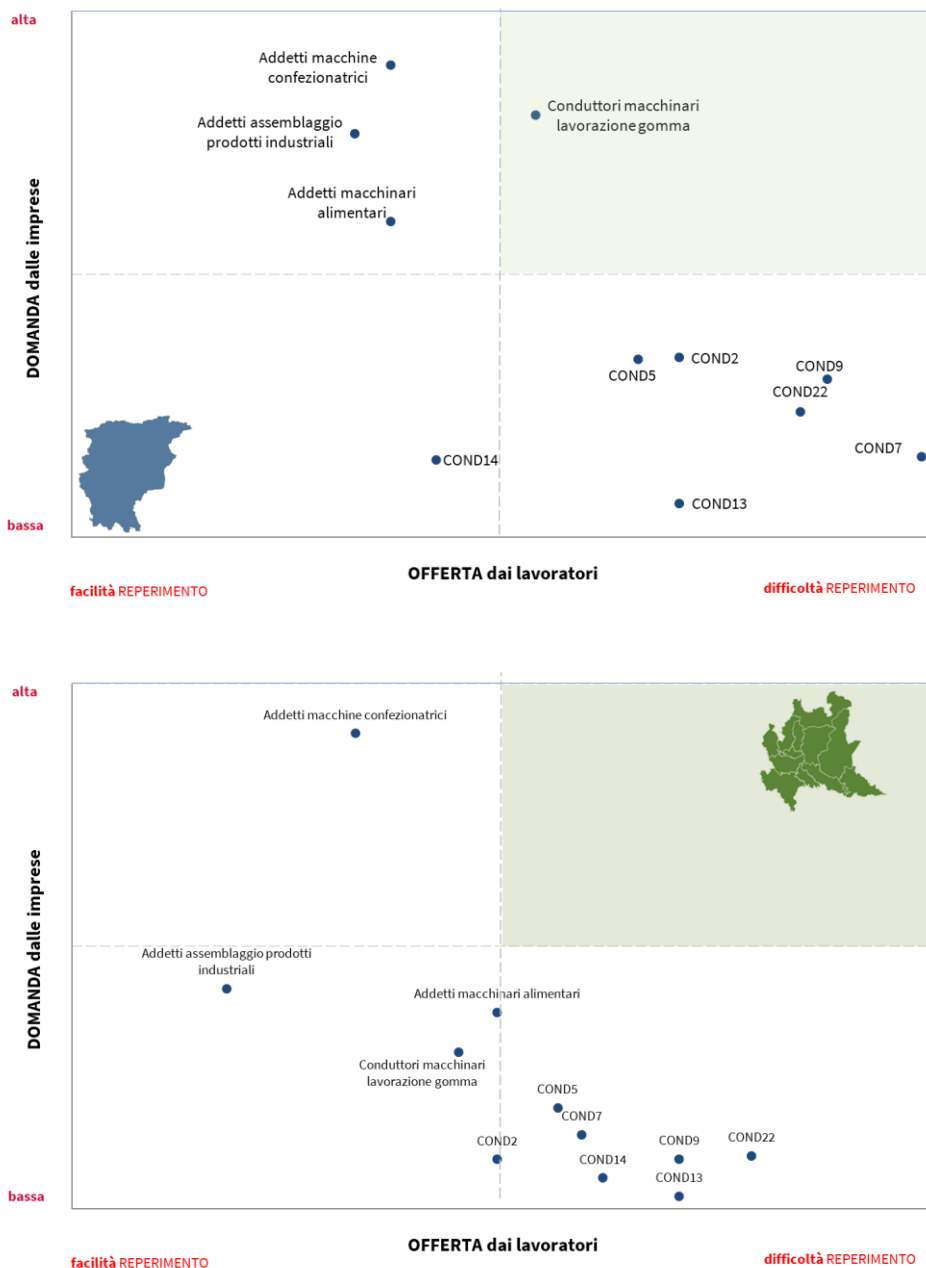 alta
Addetti macchine
confezionatrici
Conduttori macchinari
lavorazione gomma
Addetti assemblaggio
prodotti industriali
Addetti macchinari
alimentari
DOMANDA dalle imprese
COND5
COND2
COND9
COND22
COND14
COND7
COND13
bassa
OFFERTA dai lavoratori
facilità REPERIMENTO
difficoltà REPERIMENTO
alta
Addetti macchine confezionatrici
DOMANDA dalle imprese
Addetti assemblaggio prodotti
industriali
Addetti macchinari alimentari
Conduttori macchinari
lavorazione gomma
COND5
COND7
COND2
COND14
COND9
COND22
COND13
bassa
OFFERTA dai lavoratori
facilità REPERIMENTO
difficoltà REPERIMENTO